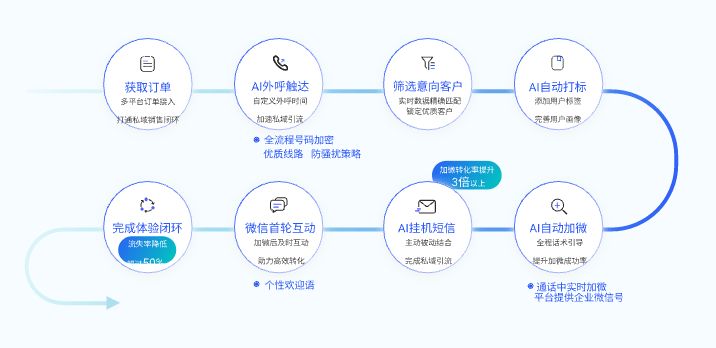 获取订单
多平台订单接入
打通私域销售闭环
AI外呼触达
自定义外呼时间
加速私域引流
全流程号码加密
优质线路 防骚扰策略
筛选意向客户
实时数据精确匹配
锁定优质客户
AI自动打标
添加用户标签
完善用户画像
AI自动加微
全程话术引导
提升加微成功率
通话中实时加微
平台提供企业微信号
加微转化率提升
3倍以上
AI挂机短信
主动被动结合
完成私域引流
微信首轮互动
加微后及时互动
助力高效转化
个性欢迎语
完成体验闭环
流失率降低
50%